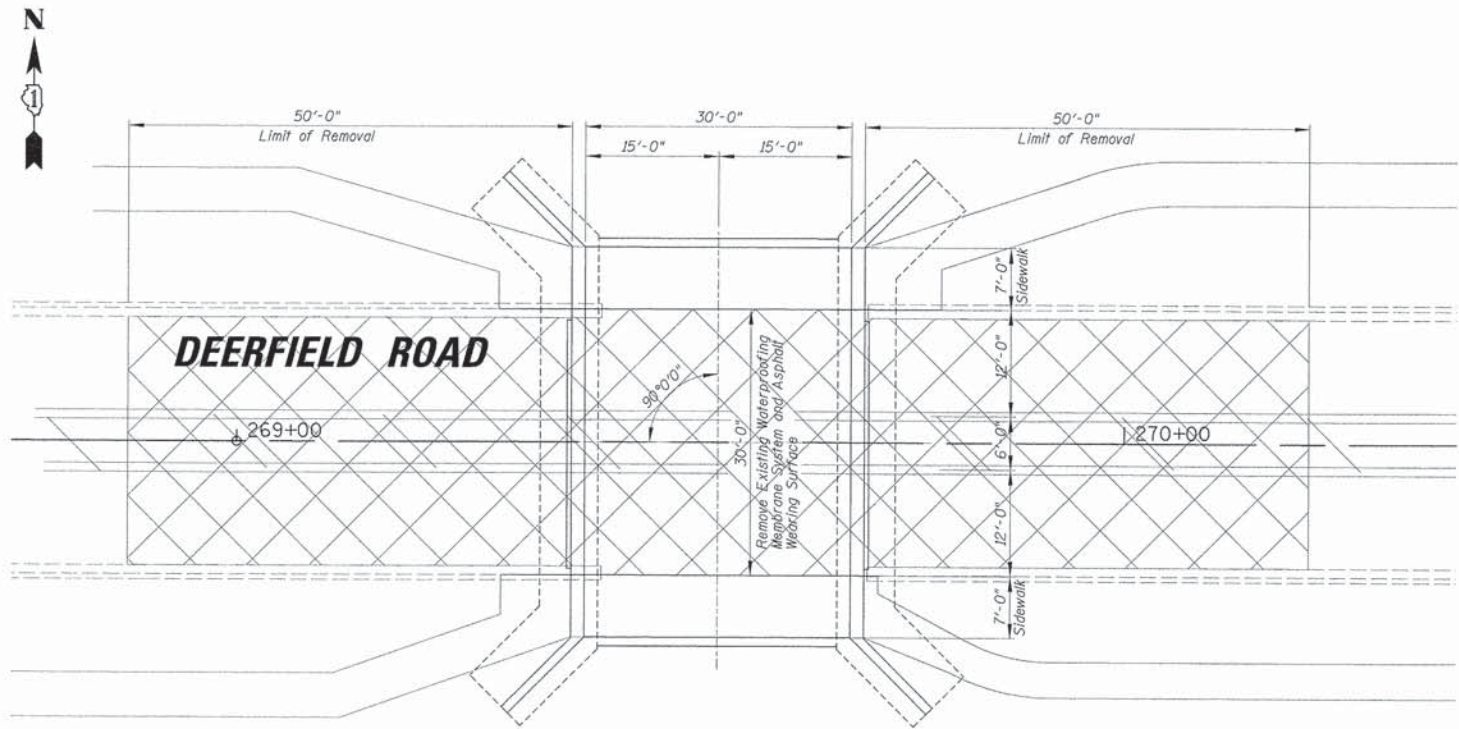 N
1
50'-0"
Limit of Removal
30'-0"
15'-0"
15'-0"
50'-0"
Limit of Removal
7'-0"
Sidewalk
DEERFIELD ROAD
12'-0"
90°0'0"
30'-0"
Remove Existing Waterproofing
Membrane System and Asphalt
Wearing Surface
269+00
6'-0"
270+00
12'-0"
7'-0"
Sidewalk